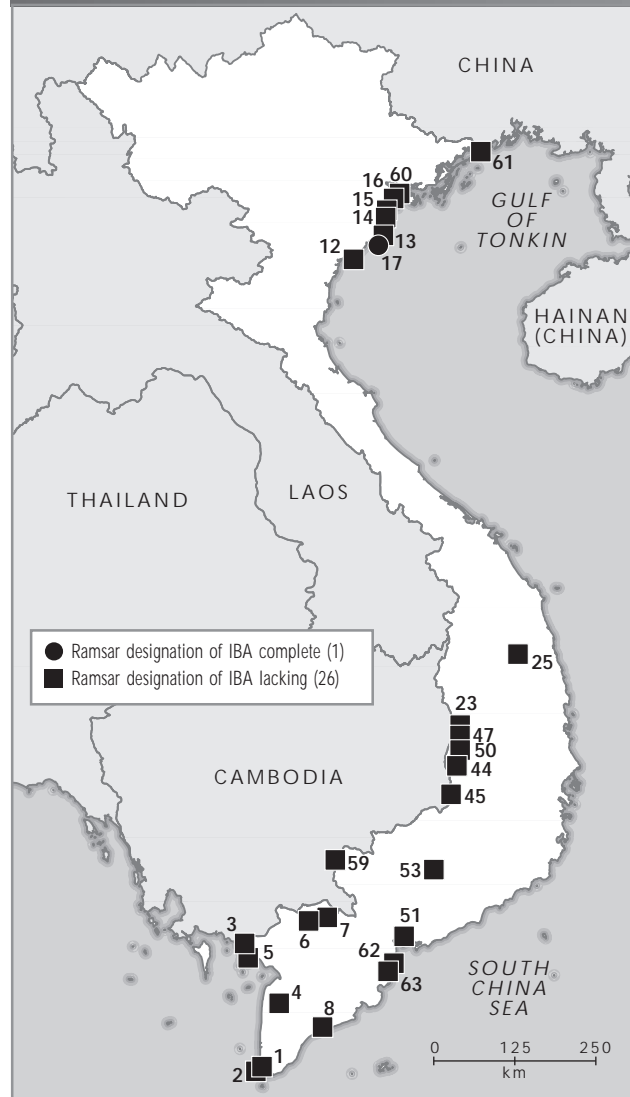 CHINA
61
16 60
15
14
13
12
17
GULF
OF
TONKIN
HAINAN
(CHINA)
THAILAND
LAOS
Ramsar designation of IBA complete (1)
Ramsar designation of IBA lacking (26)
25
23
47
50
44
45
CAMBODIA
59
53
3
5
6
7
51
62
63
4
8
1
2
SOUTH
CHINA
SEA
0 125 250
km